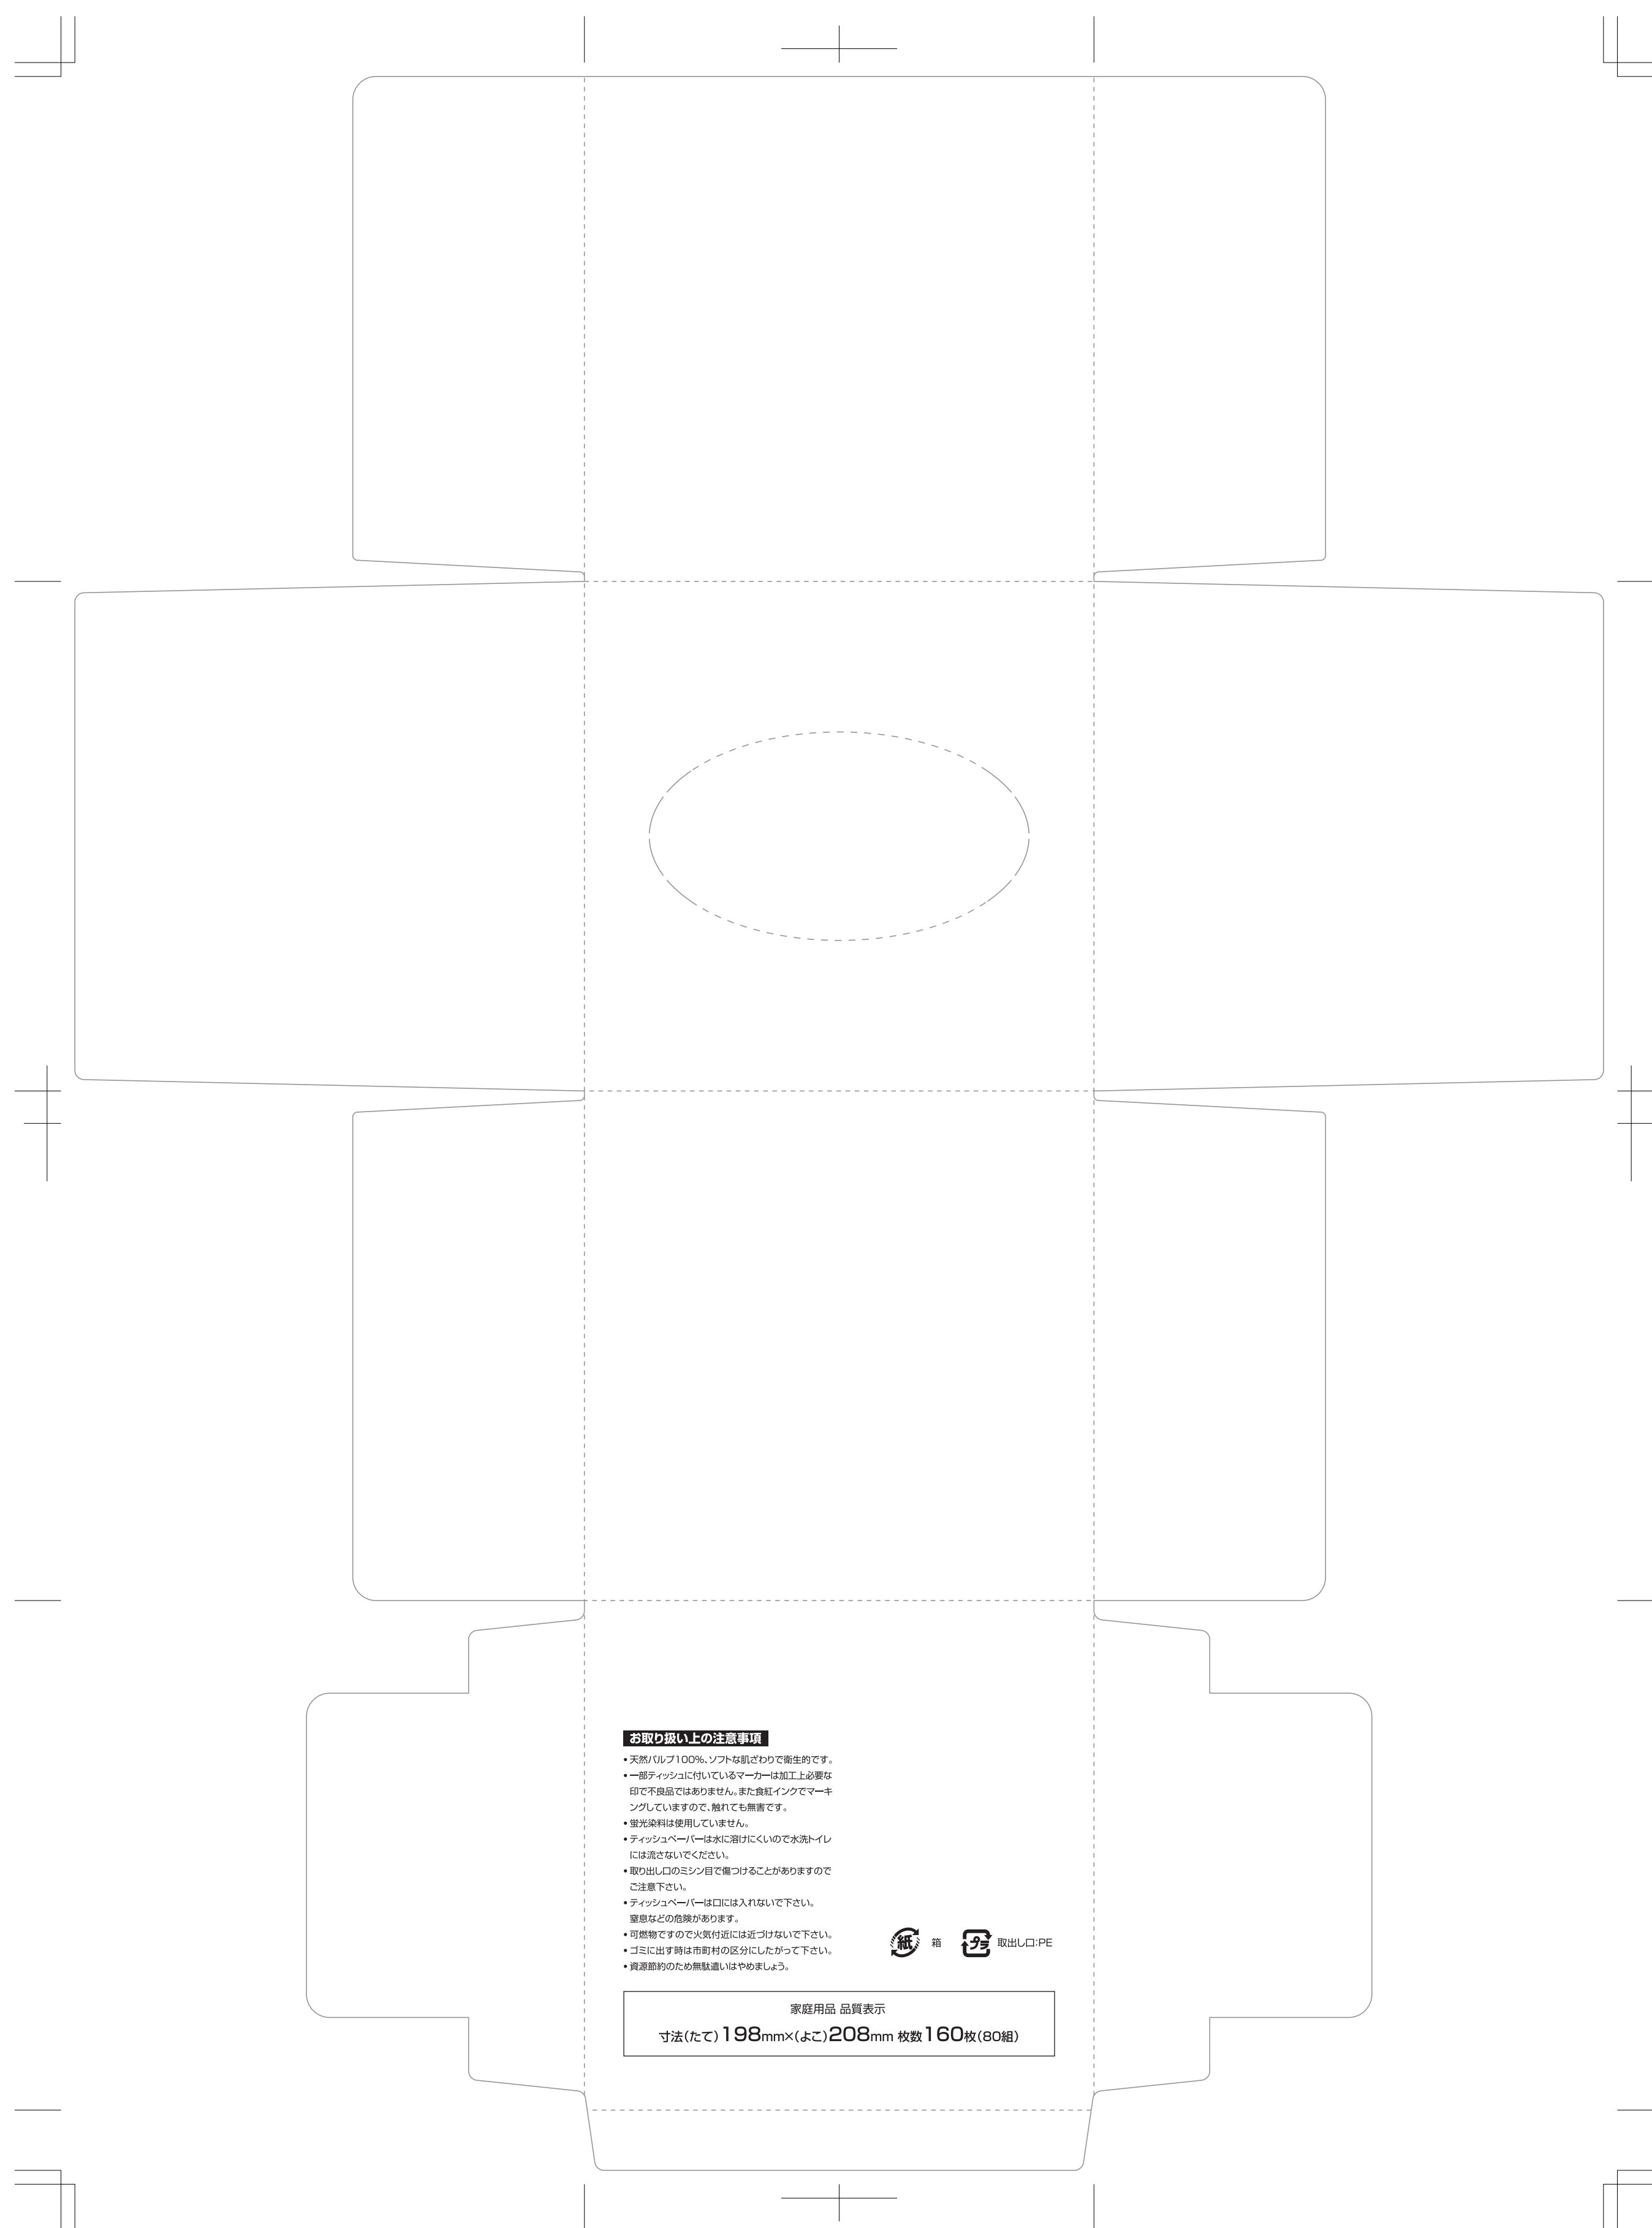 お取り扱い上の注意事項
•天然パルプ100%、ソフトな肌ざわりで衛生的です。
•一部ティッシュに付いているマーカーは加工上必要な
印で不良品ではありません。また食紅インクでマーキ
ングしていますので、触れても無害です。
•蛍光染料は使用していません。
•ティッシュペーパーは水に溶けにくいので水洗トイレ
には流さないでください。
•取り出し口のミシン目で傷つけることがありますので
ご注意下さい。
•ティッシュペーパーは口には入れないで下さい。
窒息などの危険があります。
•可燃物ですので火気付近には近づけないで下さい。
•ゴミに出す時は市町村の区分にしたがって下さい。
•資源節約のため無駄遣いはやめましょう。
紙 箱 プラ 取出し口:PE
家庭用品 品質表示
寸法(たて)198mm×(よこ)208mm 枚数160枚(80組)